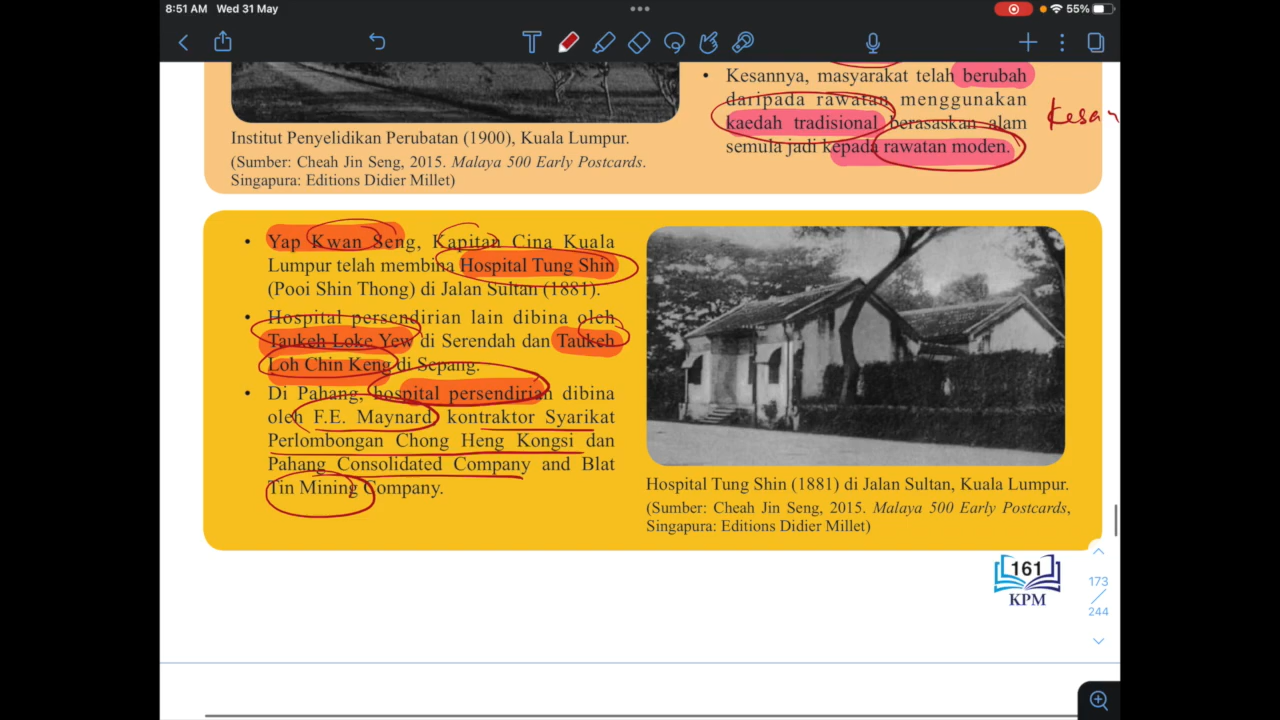 8:51 AM Wed 31 May
55%
• Kesannya, masyarakat telah berubah
daripada rawatan menggunakan
kaedah tradisional berasaskan alam
semula jadi kepada rawatan moden.
Kesan
Institut Penyelidikan Perubatan (1900), Kuala Lumpur.
(Sumber: Cheah Jin Seng, 2015. Malaya 500 Early Postcards.
Singapura: Editions Didier Millet)
• Yap Kwan Seng, Kapitan Cina Kuala
Lumpur telah membina Hospital Tung Shin
(Pooi Shin Thong) di Jalan Sultan (1881).
• Hospital persendirian lain dibina oleh
Taukeh Loke Yew di Serendah dan Taukeh
Loh Chin Keng di Sepang.
• Di Pahang, hospital persendirian dibina
oleh F.E. Maynard, kontraktor Syarikat
Perlombongan Chong Heng Kongsi dan
Pahang Consolidated Company and Blat
Tin Mining Company.
Hospital Tung Shin (1881) di Jalan Sultan, Kuala Lumpur.
(Sumber: Cheah Jin Seng, 2015. Malaya 500 Early Postcards,
Singapura: Editions Didier Millet)
161
KPM
173
244